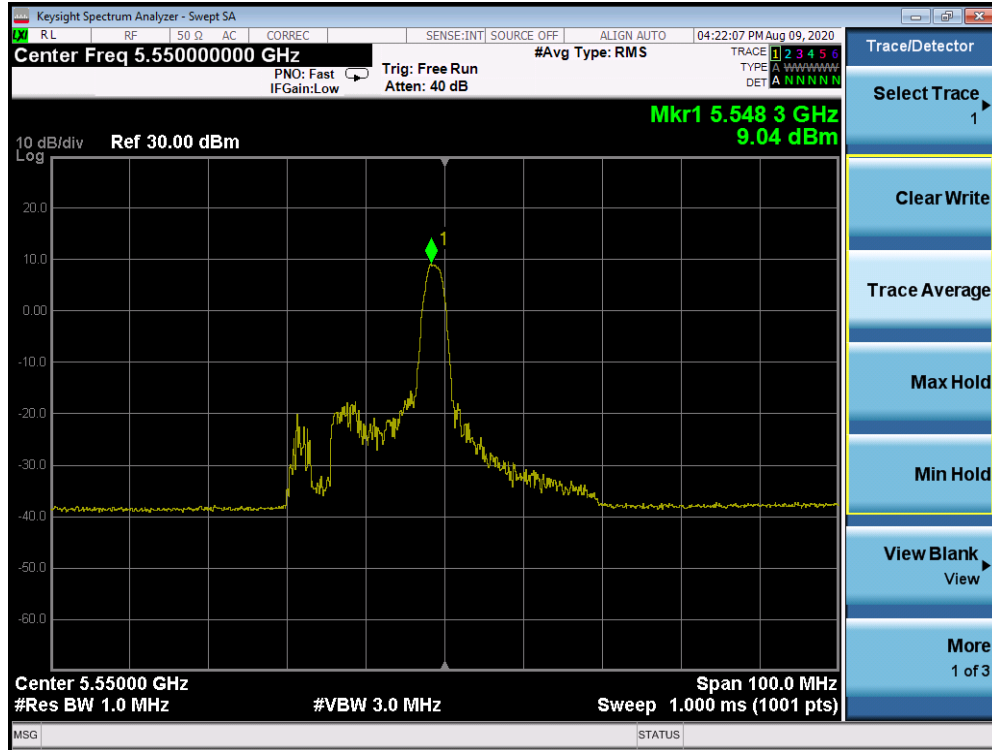 Keysight Spectrum Analyzer - Swept SA
LXI RL RF 50 Ω AC CORREC SENSE:INT SOURCE OFF ALIGN AUTO 04:22:07 PM Aug 09, 2020
Center Freq 5.550000000 GHz
PNO: Fast
IFGain:Low
Trig: Free Run
Atten: 40 dB
#Avg Type: RMS
TRACE 1 2 3 4 5 6
TYPE A WWWWW
DET A N N N N N
Mkr1 5.548 3 GHz
9.04 dBm
10 dB/div Ref 30.00 dBm
Log
20.0
10.0
0.00
-10.0
-20.0
-30.0
-40.0
-50.0
-60.0
1
Center 5.55000 GHz Span 100.0 MHz
#Res BW 1.0 MHz #VBW 3.0 MHz Sweep 1.000 ms (1001 pts)
MSG STATUS
Trace/Detector
Select Trace
1
Clear Write
Trace Average
Max Hold
Min Hold
View Blank
View
More
1 of 3